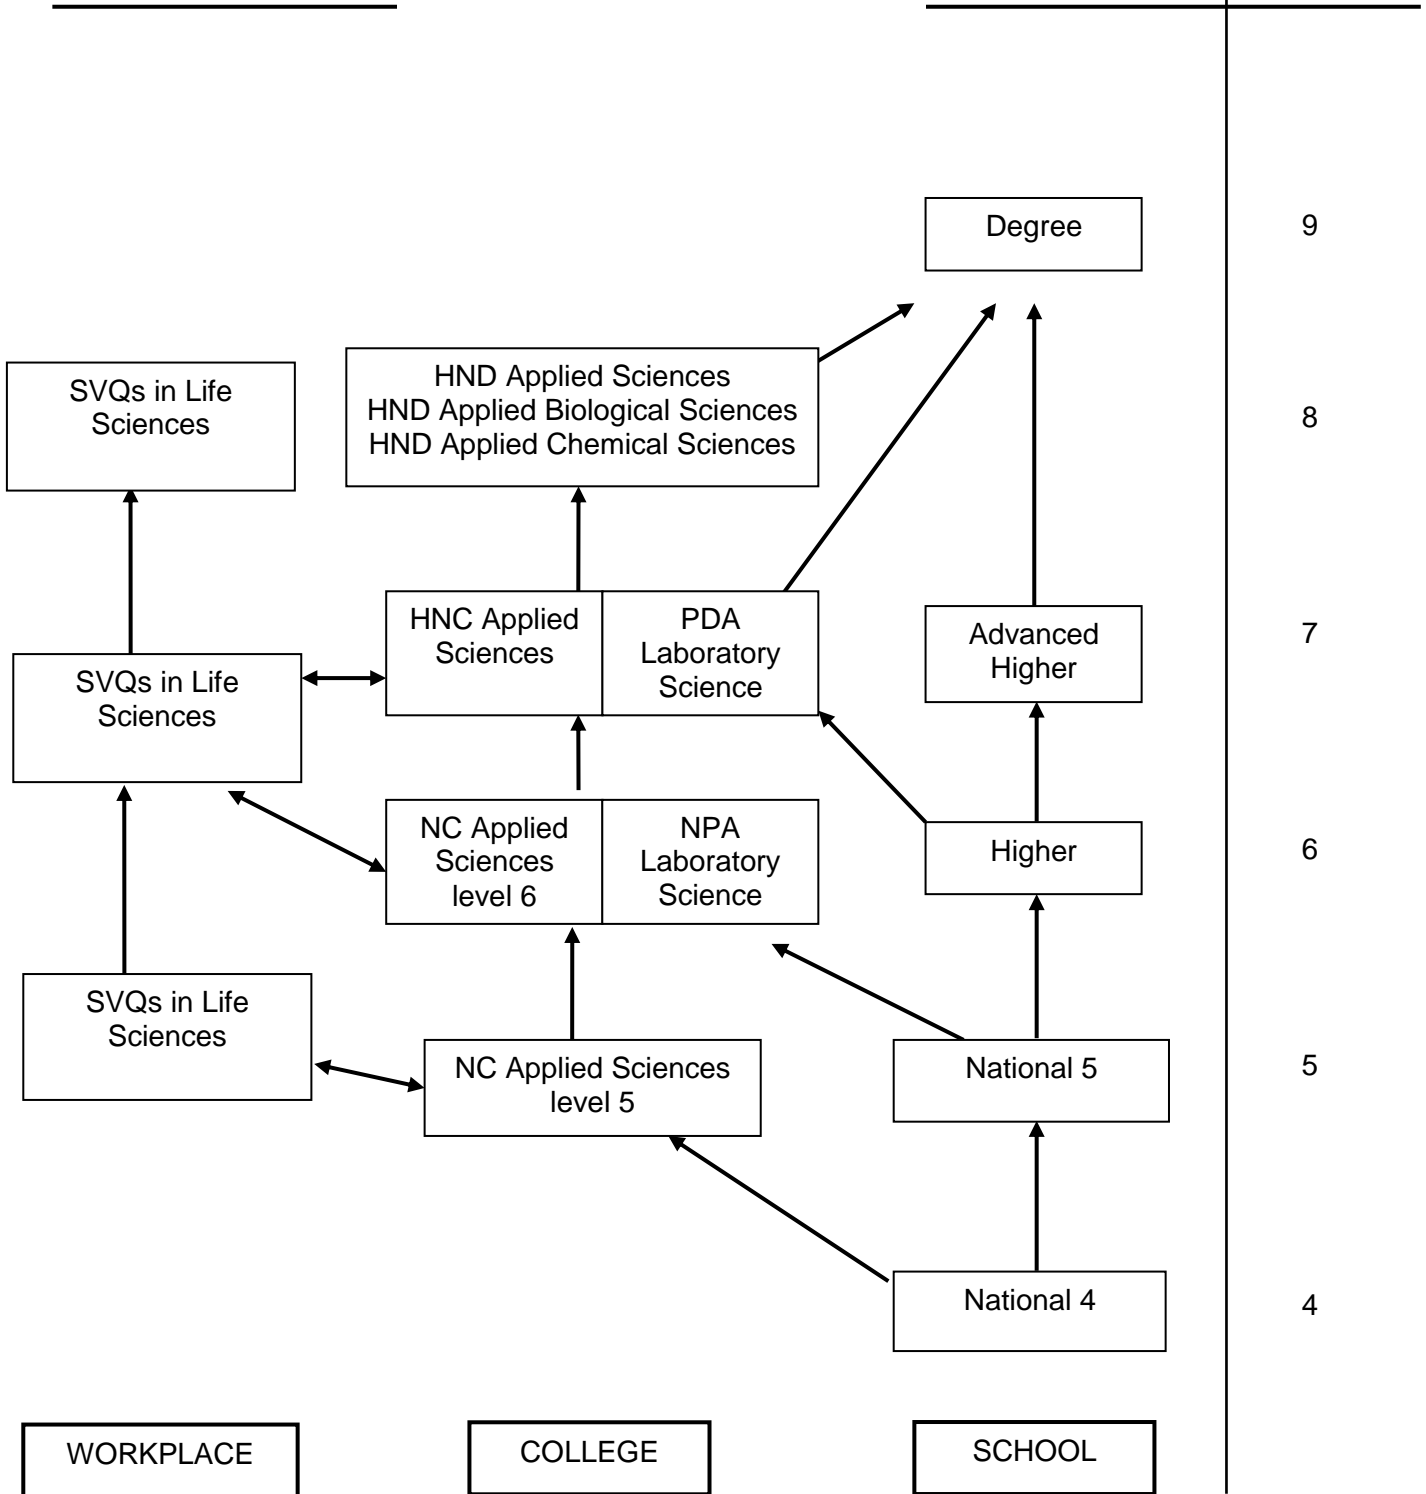 Degree
9
HND Applied Sciences
HND Applied Biological Sciences
HND Applied Chemical Sciences
SVQs in Life
Sciences
8
HNC Applied
Sciences
PDA
Laboratory
Science
Advanced
Higher
7
SVQs in Life
Sciences
NC Applied
Sciences
level 6
NPA
Laboratory
Science
Higher
6
SVQs in Life
Sciences
NC Applied Sciences
level 5
National 5
5
National 4
4
WORKPLACE
COLLEGE
SCHOOL